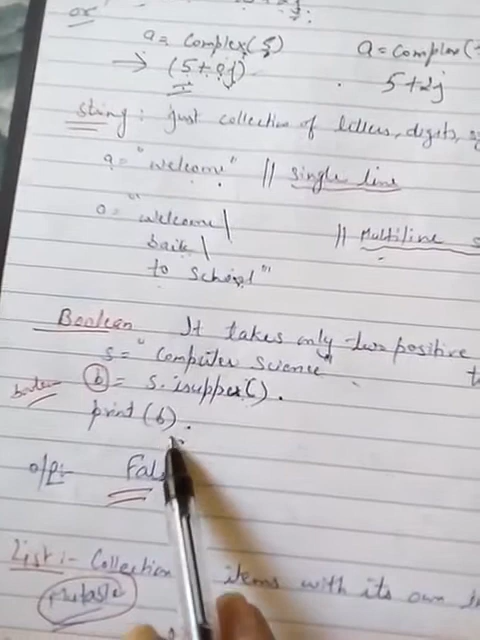 or
a = complex(5)
a = complex(
→ (5+0j)
5+2j
string : just collection of letters, digits,
a = "welcome" // single line
a = "welcome\
// Multiline s
back\
to school"
Boolean It takes only two positive
s = "Computer Science"
b = s.isupper().
print(b).
o/p:- Fal
List :- Collection items with its own
Mutable